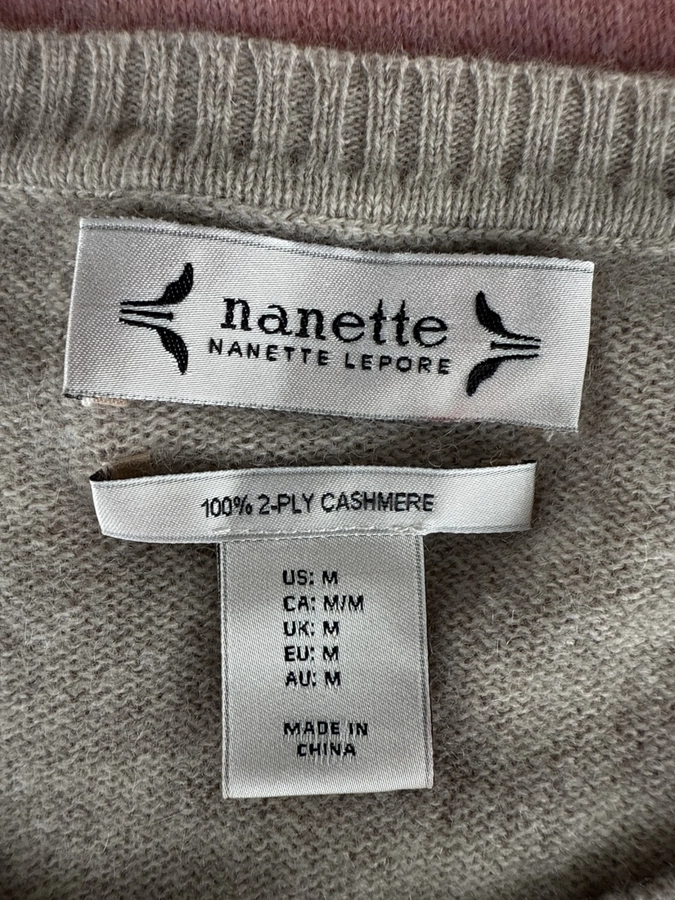 nanette
NANETTE LEPORE
100% 2-PLY CASHMERE
US: M
CA: M/M
UK: M
EU: M
AU: M
MADE IN
CHINA